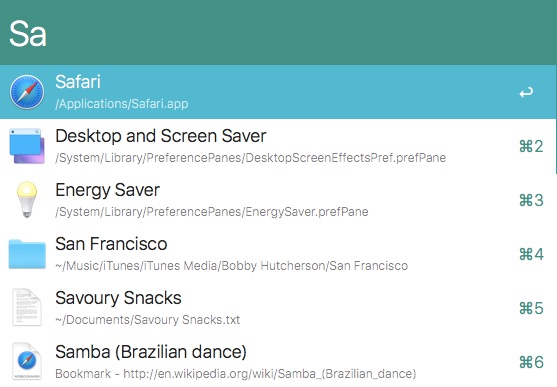 Sa
Safari
/Applications/Safari.app
↩
Desktop and Screen Saver
/System/Library/PreferencePanes/DesktopScreenEffectsPref.prefPane
⌘2
Energy Saver
/System/Library/PreferencePanes/EnergySaver.prefPane
⌘3
San Francisco
~/Music/iTunes/iTunes Media/Bobby Hutcherson/San Francisco
⌘4
Savoury Snacks
~/Documents/Savoury Snacks.txt
⌘5
Samba (Brazilian dance)
Bookmark - http://en.wikipedia.org/wiki/Samba_(Brazilian_dance)
⌘6